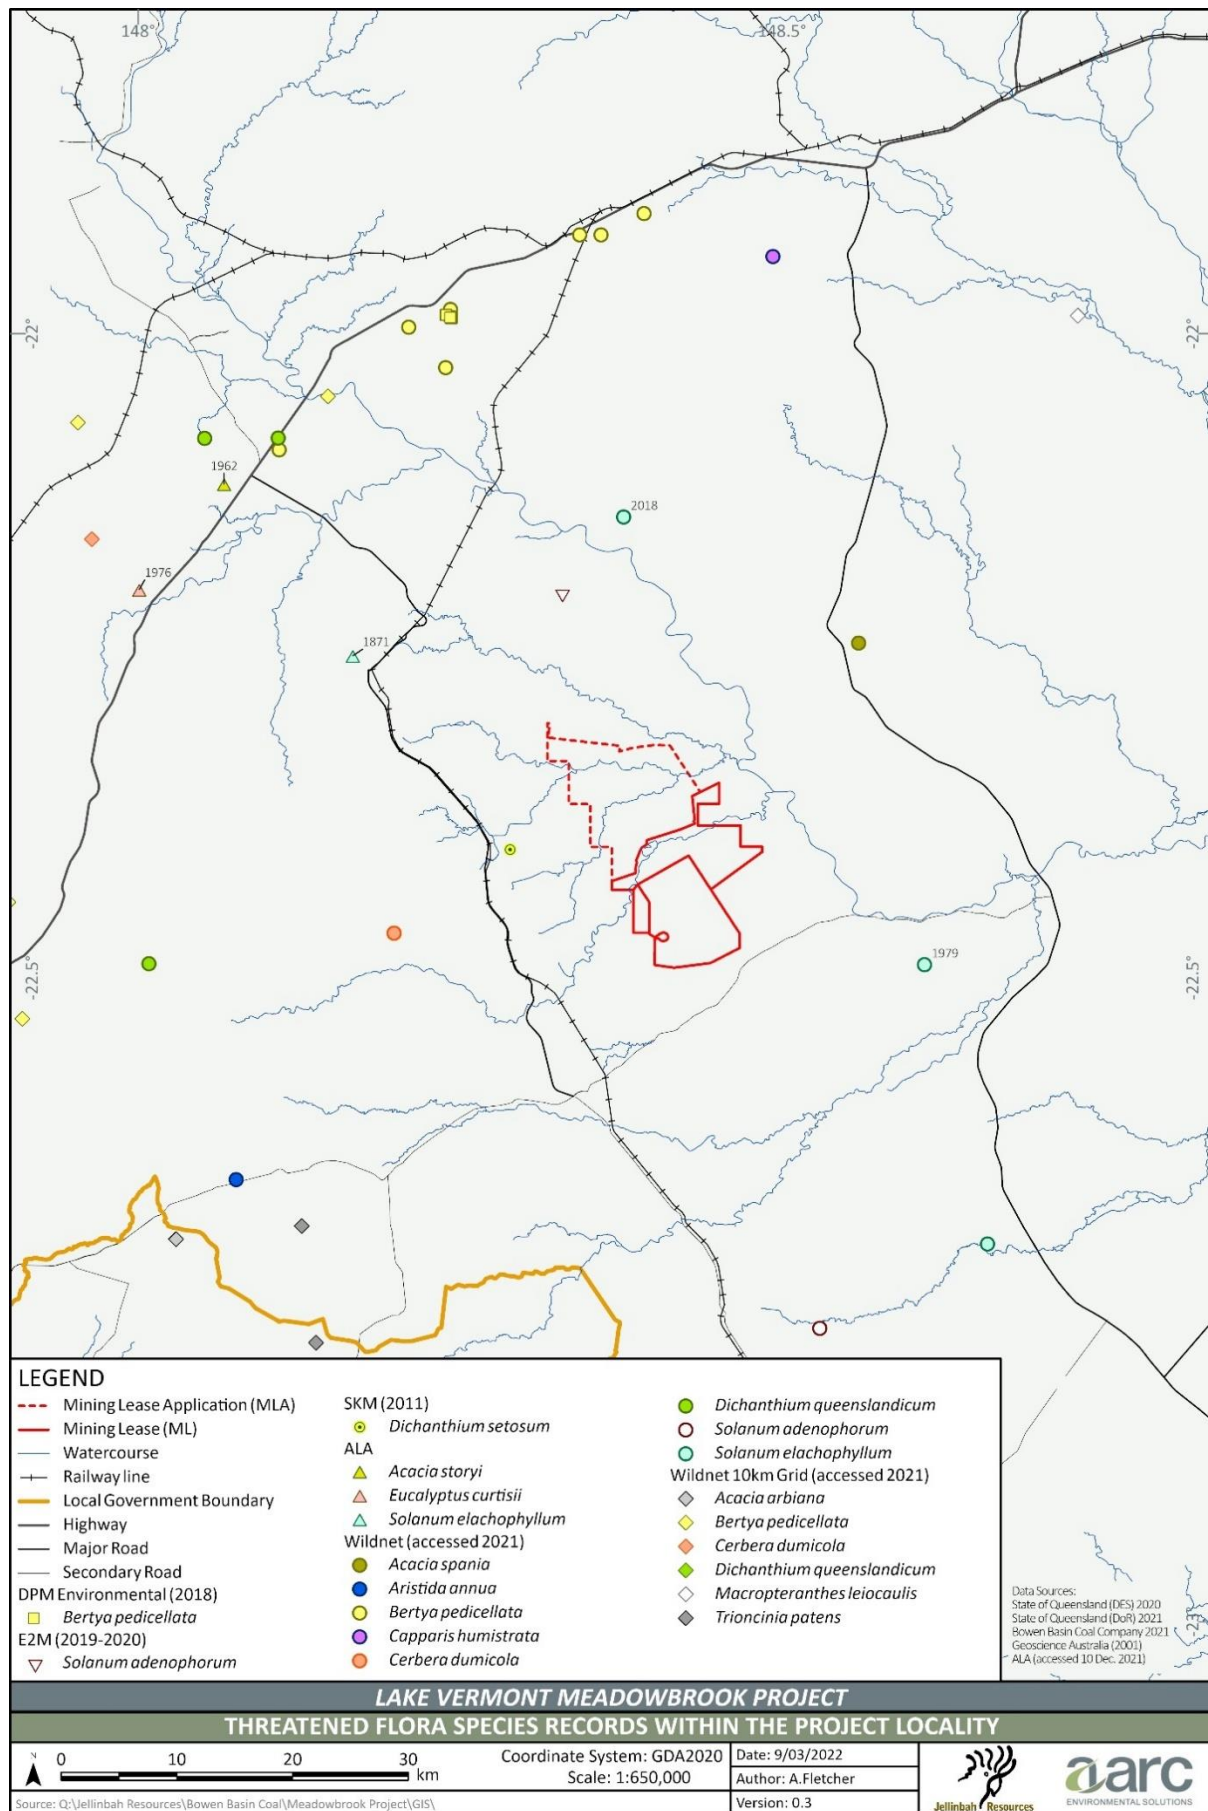 148°
148.5°
-22°
-22°
1962
2018
1976
1871
-22.5°
1979
-22.5°
LEGEND
Mining Lease Application (MLA)
Mining Lease (ML)
Watercourse
Railway line
Local Government Boundary
Highway
Major Road
Secondary Road
DPM Environmental (2018)
Bertya pedicellata
E2M (2019-2020)
Solanum adenophorum
SKM (2011)
Dichanthium setosum
ALA
Acacia storyi
Eucalyptus curtisii
Solanum elachophyllum
Wildnet (accessed 2021)
Acacia spania
Aristida annua
Bertya pedicellata
Capparis humistrata
Cerbera dumicola
Dichanthium queenslandicum
Solanum adenophorum
Solanum elachophyllum
Wildnet 10km Grid (accessed 2021)
Acacia arbiana
Bertya pedicellata
Cerbera dumicola
Dichanthium queenslandicum
Macropteranthes leiocaulis
Trioncinia patens
Data Sources:
State of Queensland (DES) 2020
State of Queensland (DoR) 2021
Bowen Basin Coal Company 2021
Geoscience Australia (2001)
ALA (accessed 10 Dec. 2021)
-23°
LAKE VERMONT MEADOWBROOK PROJECT
THREATENED FLORA SPECIES RECORDS WITHIN THE PROJECT LOCALITY
N
0 10 20 30
km
Coordinate System: GDA2020
Scale: 1:650,000
Source: Q:\Jellinbah Resources\Bowen Basin Coal\Meadowbrook Project\GIS\
Date: 9/03/2022
Author: A.Fletcher
Version: 0.3
Jellinbah Resources
aarc
ENVIRONMENTAL SOLUTIONS